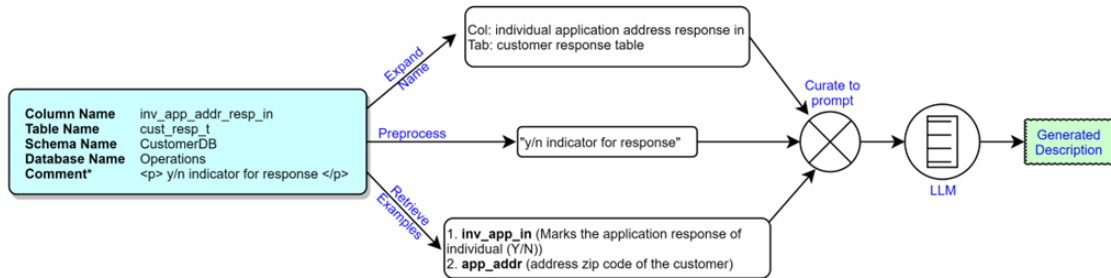 Col: individual application address response in
Tab: customer response table
Expand
Name
Curate to
prompt
Column Name inv_app_addr_resp_in
Table Name cust_resp_t
Schema Name CustomerDB
Database Name Operations
Comment* <p> y/n indicator for response </p>
Preprocess
"y/n indicator for response"
LLM
Generated
Description
Retrieve
Examples
1. inv_app_in (Marks the application response of
individual (Y/N))
2. app_addr (address zip code of the customer)